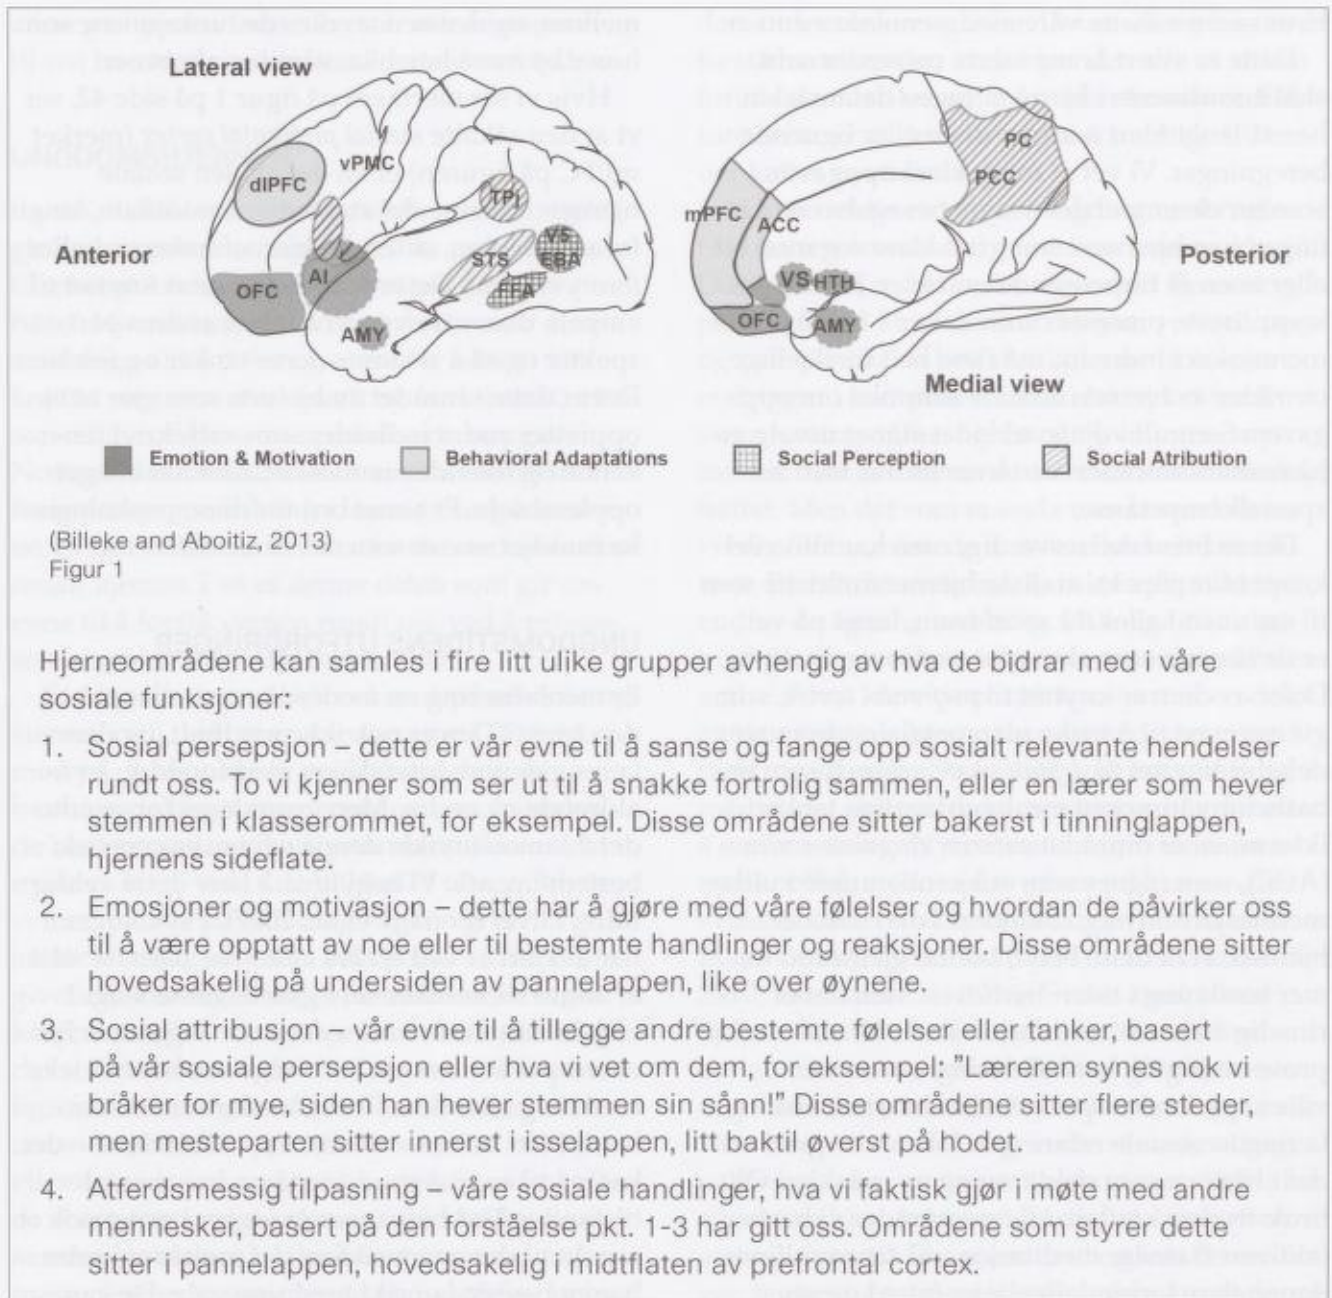 Lateral view
vPMC
dlPFC
TPJ
PC
PCC
mPFC
ACC
Anterior
AI
STS
EBA
OFC
VS
HTH
Posterior
AMY
OFC
AMY
Medial view
Emotion & Motivation
Behavioral Adaptations
Social Perception
Social Atribution
(Billeke and Aboitiz, 2013)
Figur 1
Hjerneområdene kan samles i fire litt ulike grupper avhengig av hva de bidrar med i våre
sosiale funksjoner:
1. Sosial persepsjon – dette er vår evne til å sanse og fange opp sosialt relevante hendelser
rundt oss. To vi kjenner som ser ut til å snakke fortrolig sammen, eller en lærer som hever
stemmen i klasserommet, for eksempel. Disse områdene sitter bakerst i tinninglappen,
hjernens sideflate.
2. Emosjoner og motivasjon – dette har å gjøre med våre følelser og hvordan de påvirker oss
til å være opptatt av noe eller til bestemte handlinger og reaksjoner. Disse områdene sitter
hovedsakelig på undersiden av pannelappen, like over øynene.
3. Sosial attribusjon – vår evne til å tillegge andre bestemte følelser eller tanker, basert
på vår sosiale persepsjon eller hva vi vet om dem, for eksempel:"Læreren synes nok vi
bråker for mye, siden han hever stemmen sin sånn!" Disse områdene sitter flere steder,
men mesteparten sitter innerst i isselappen, litt baktil øverst på hodet.
4. Atferdsmessig tilpasning – våre sosiale handlinger, hva vi faktisk gjør i møte med andre
mennesker, basert på den forståelse pkt. 1-3 har gitt oss. Områdene som styrer dette
sitter i pannelappen, hovedsakelig i midtflaten av prefrontal cortex.